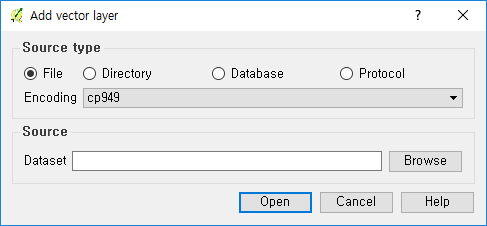 Add vector layer
Source type
File Directory Database Protocol
Encoding cp949
Source
Dataset Browse
Open Cancel Help